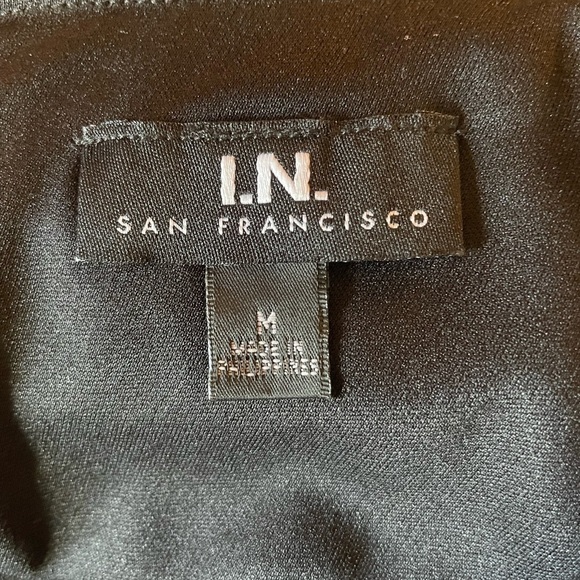 I.N.
SAN FRANCISCO
M
MADE IN
PHILIPPINES